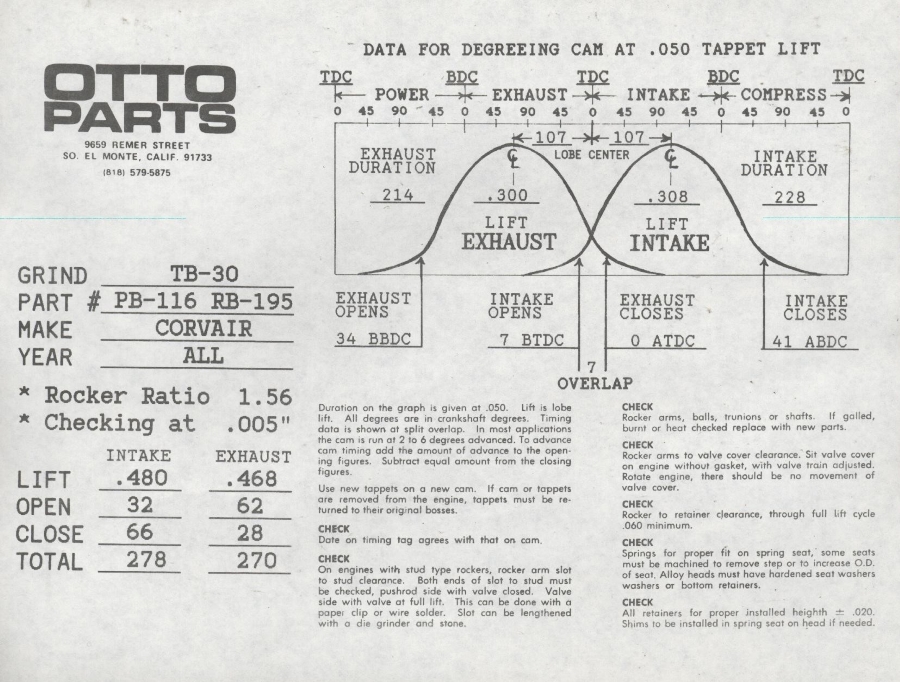 OTTO
PARTS
9659 REMER STREET
SO. EL MONTE, CALIF. 91733
(818) 579-5875
GRIND TB-30
PART # PB-116 RB-195
MAKE CORVAIR
YEAR ALL
* Rocker Ratio 1.56
* Checking at .005"
INTAKE EXHAUST
LIFT .480 .468
OPEN 32 62
CLOSE 66 28
TOTAL 278 270
DATA FOR DEGREEING CAM AT .050 TAPPET LIFT
TDC BDC TDC BDC TDC
POWER EXHAUST INTAKE COMPRESS
0 45 90 45 0 45 90 45 0 45 90 45 0 45 90 45 0
107 107
EXHAUST
DURATION
214
CL
LOBE CENTER
CL
INTAKE
DURATION
228
.300 .308
LIFT LIFT
EXHAUST INTAKE
EXHAUST
OPENS
34 BBDC
INTAKE
OPENS
7 BTDC
EXHAUST
CLOSES
0 ATDC
INTAKE
CLOSES
41 ABDC
7
OVERLAP
Duration on the graph is given at .050. Lift is lobe
lift. All degrees are in crankshaft degrees. Timing
data is shown at split overlap. In most applications
the cam is run at 2 to 6 degrees advanced. To advance
cam timing add the amount of advance to the open-
ing figures. Subtract equal amount from the closing
figures.
Use new tappets on a new cam. If cam or tappets
are removed from the engine, tappets must be re-
turned to their original bosses.
CHECK
Date on timing tag agrees with that on cam.
CHECK
On engines with stud type rockers, rocker arm slot
to stud clearance. Both ends of slot to stud must
be checked, pushrod side with valve closed. Valve
side with valve at full lift. This can be done with a
paper clip or wire solder. Slot can be lengthened
with a die grinder and stone.
CHECK
Rocker arms, balls, trunions or shafts. If galled,
burnt or heat checked replace with new parts.
CHECK
Rocker arms to valve cover clearance. Sit valve cover
on engine without gasket, with valve train adjusted.
Rotate engine, there should be no movement of
valve cover.
CHECK
Rocker to retainer clearance, through full lift cycle
.060 minimum.
CHECK
Springs for proper fit on spring seat, some seats
must be machined to remove step or to increase O.D.
of seat. Alloy heads must have hardened seat washers
washers or bottom retainers.
CHECK
All retainers for proper installed heighth ± .020.
Shims to be installed in spring seat on head if needed.